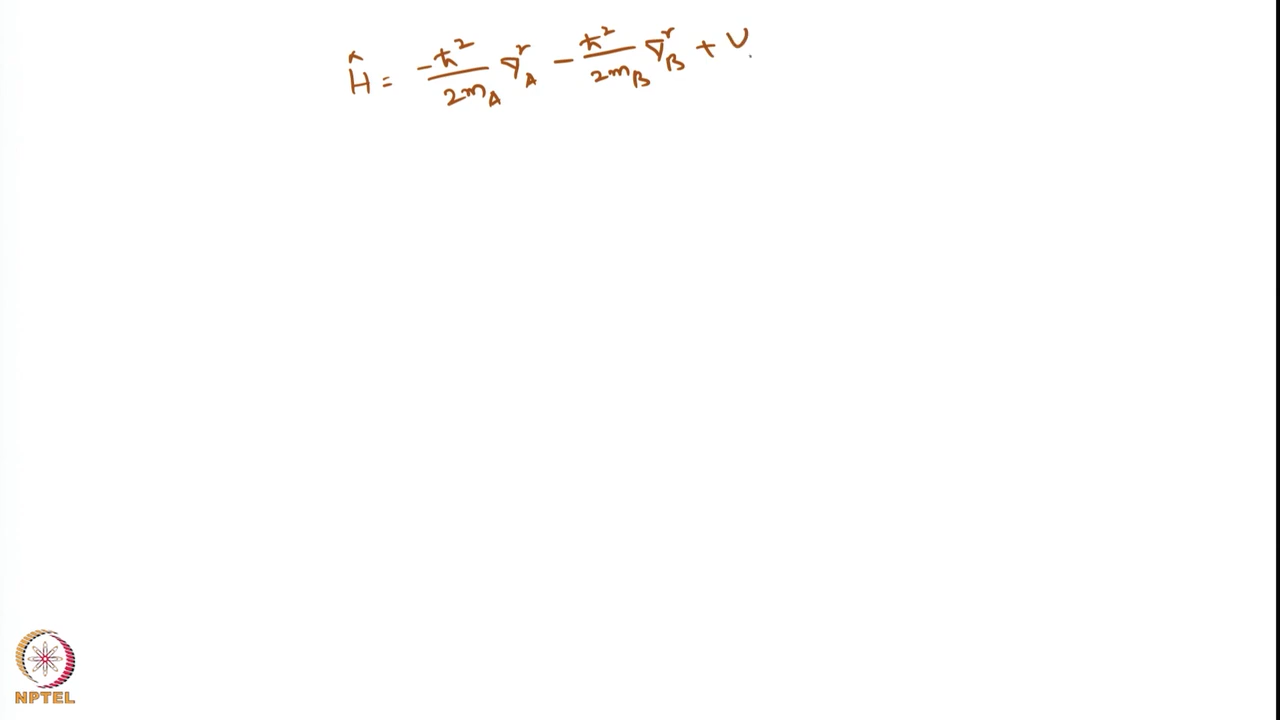 Ĥ = -ħ²/2m_A ∇²_A - ħ²/2m_B ∇²_B + V
NPTEL